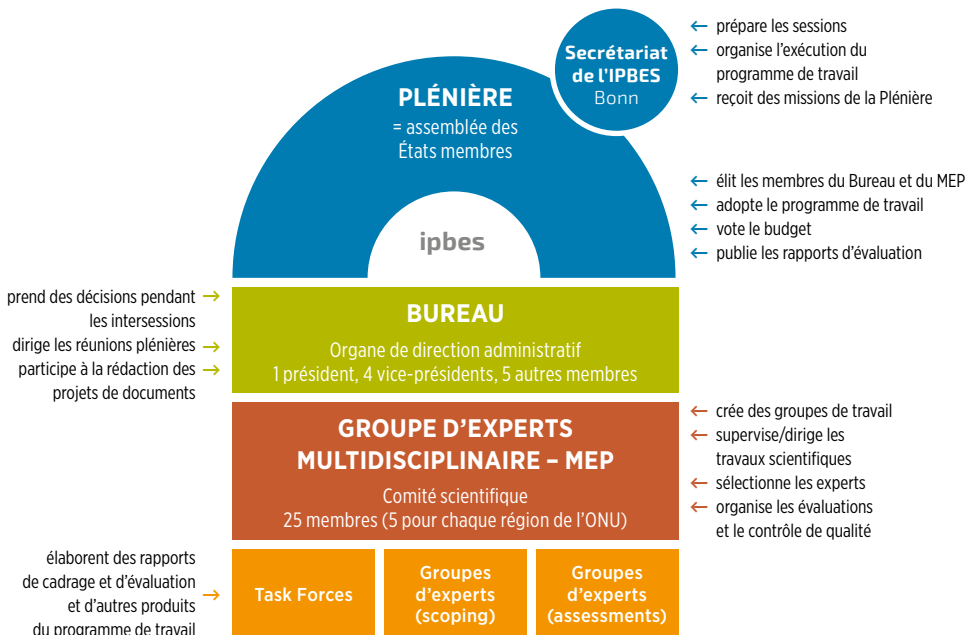 Secrétariat
de l'IPBES
Bonn
← prépare les sessions
← organise l'exécution du
programme de travail
← reçoit des missions de la Plénière
PLÉNIÈRE
= assemblée des
États membres
ipbes
← élit les membres du Bureau et du MEP
← adopte le programme de travail
← vote le budget
← publie les rapports d'évaluation
prend des décisions pendant →
les intersessions
dirige les réunions plénières →
participe à la rédaction des →
projets de documents
BUREAU
Organe de direction administratif
1 président, 4 vice-présidents, 5 autres membres
GROUPE D'EXPERTS
MULTIDISCIPLINAIRE – MEP
Comité scientifique
25 membres (5 pour chaque région de l'ONU)
← crée des groupes de travail
← supervise/dirige les
travaux scientifiques
← sélectionne les experts
← organise les évaluations
et le contrôle de qualité
élaborent des rapports
de cadrage et d'évaluation
et d'autres produits →
du programme de travail
Task Forces
Groupes
d'experts
(scoping)
Groupes
d'experts
(assessments)